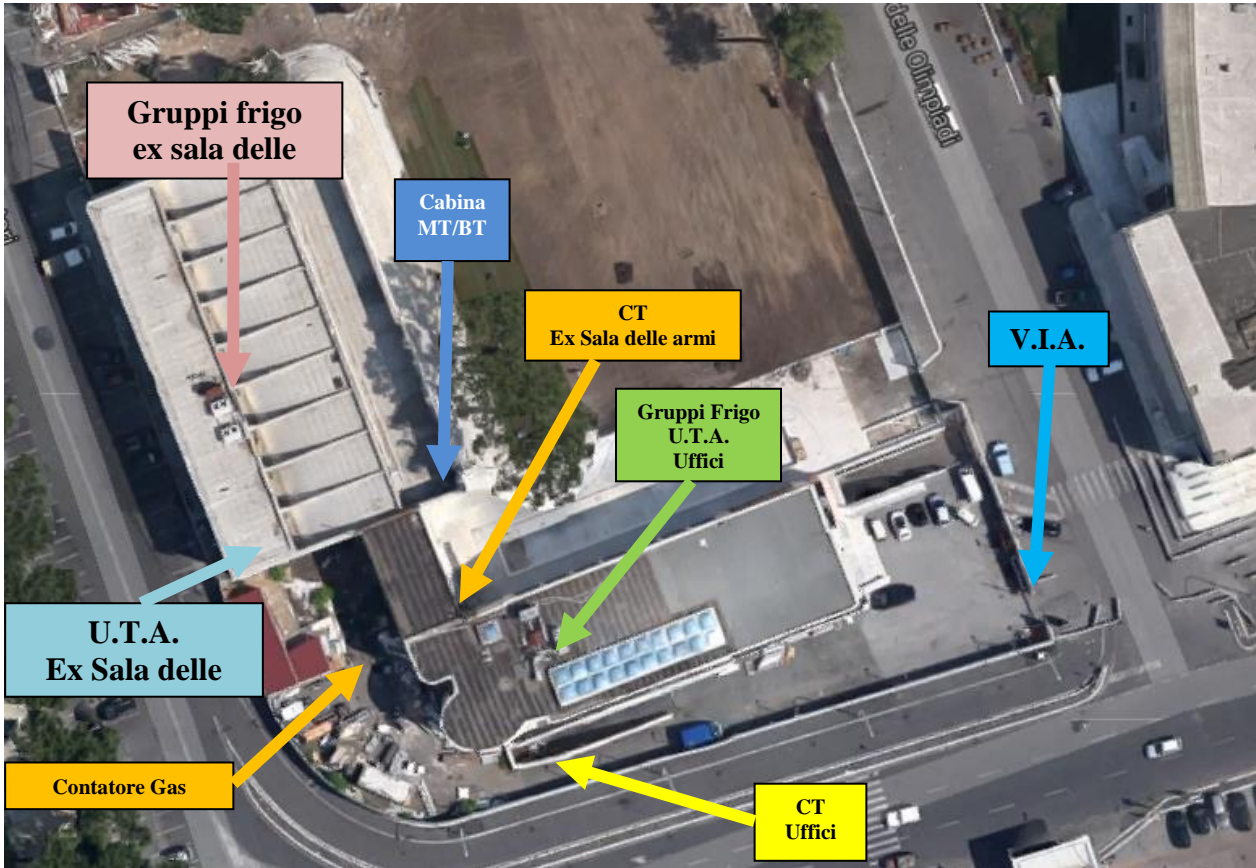 delle Olimpiadi
Gruppi frigo
ex sala delle
Cabina
MT/BT
CT
Ex Sala delle armi
V.I.A.
Gruppi Frigo
U.T.A.
Uffici
U.T.A.
Ex Sala delle
Contatore Gas
CT
Uffici